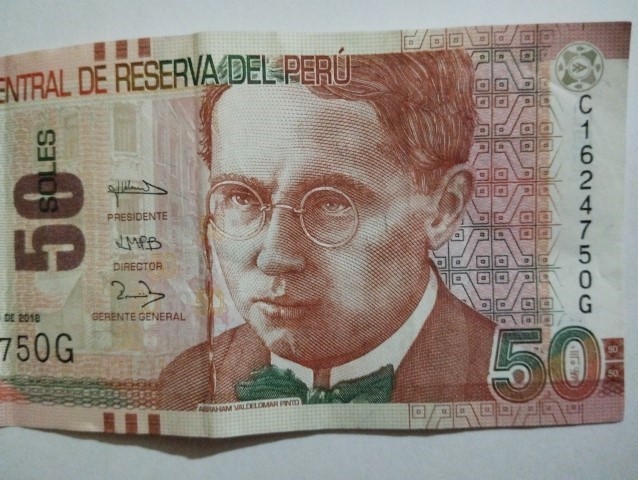 ENTRAL DE RESERVA DEL PERÚ
C1624750G
50 SOLES
PRESIDENTE
DIRECTOR
DE 2018
GERENTE GENERAL
750G
ABRAHAM VALDELOMAR PINTO
50
50
50